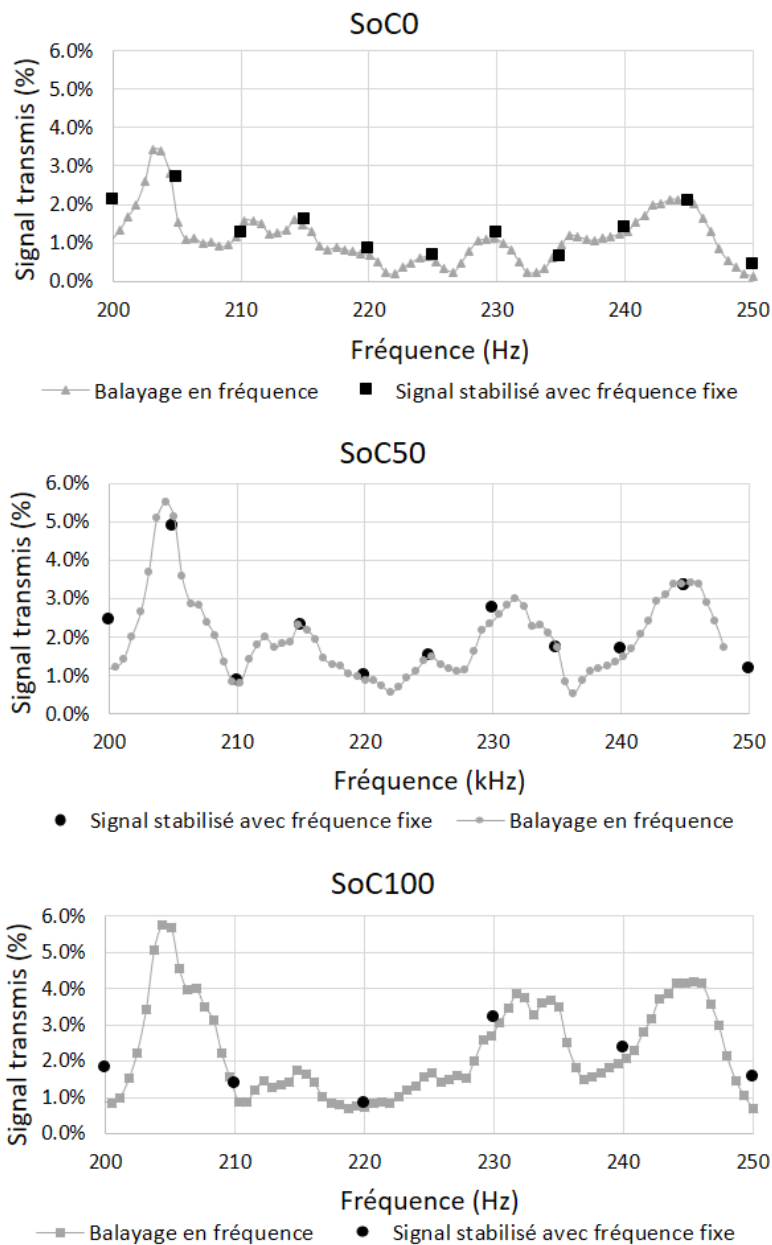 SoC0
Signal transmis (%)
6.0%
5.0%
4.0%
3.0%
2.0%
1.0%
0.0%
200 210 220 230 240 250
Fréquence (Hz)
Balayage en fréquence Signal stabilisé avec fréquence fixe
SoC50
Signal transmis (%)
6.0%
5.0%
4.0%
3.0%
2.0%
1.0%
0.0%
200 210 220 230 240 250
Fréquence (kHz)
Signal stabilisé avec fréquence fixe Balayage en fréquence
SoC100
Signal transmis (%)
6.0%
5.0%
4.0%
3.0%
2.0%
1.0%
0.0%
200 210 220 230 240 250
Fréquence (Hz)
Balayage en fréquence Signal stabilisé avec fréquence fixe